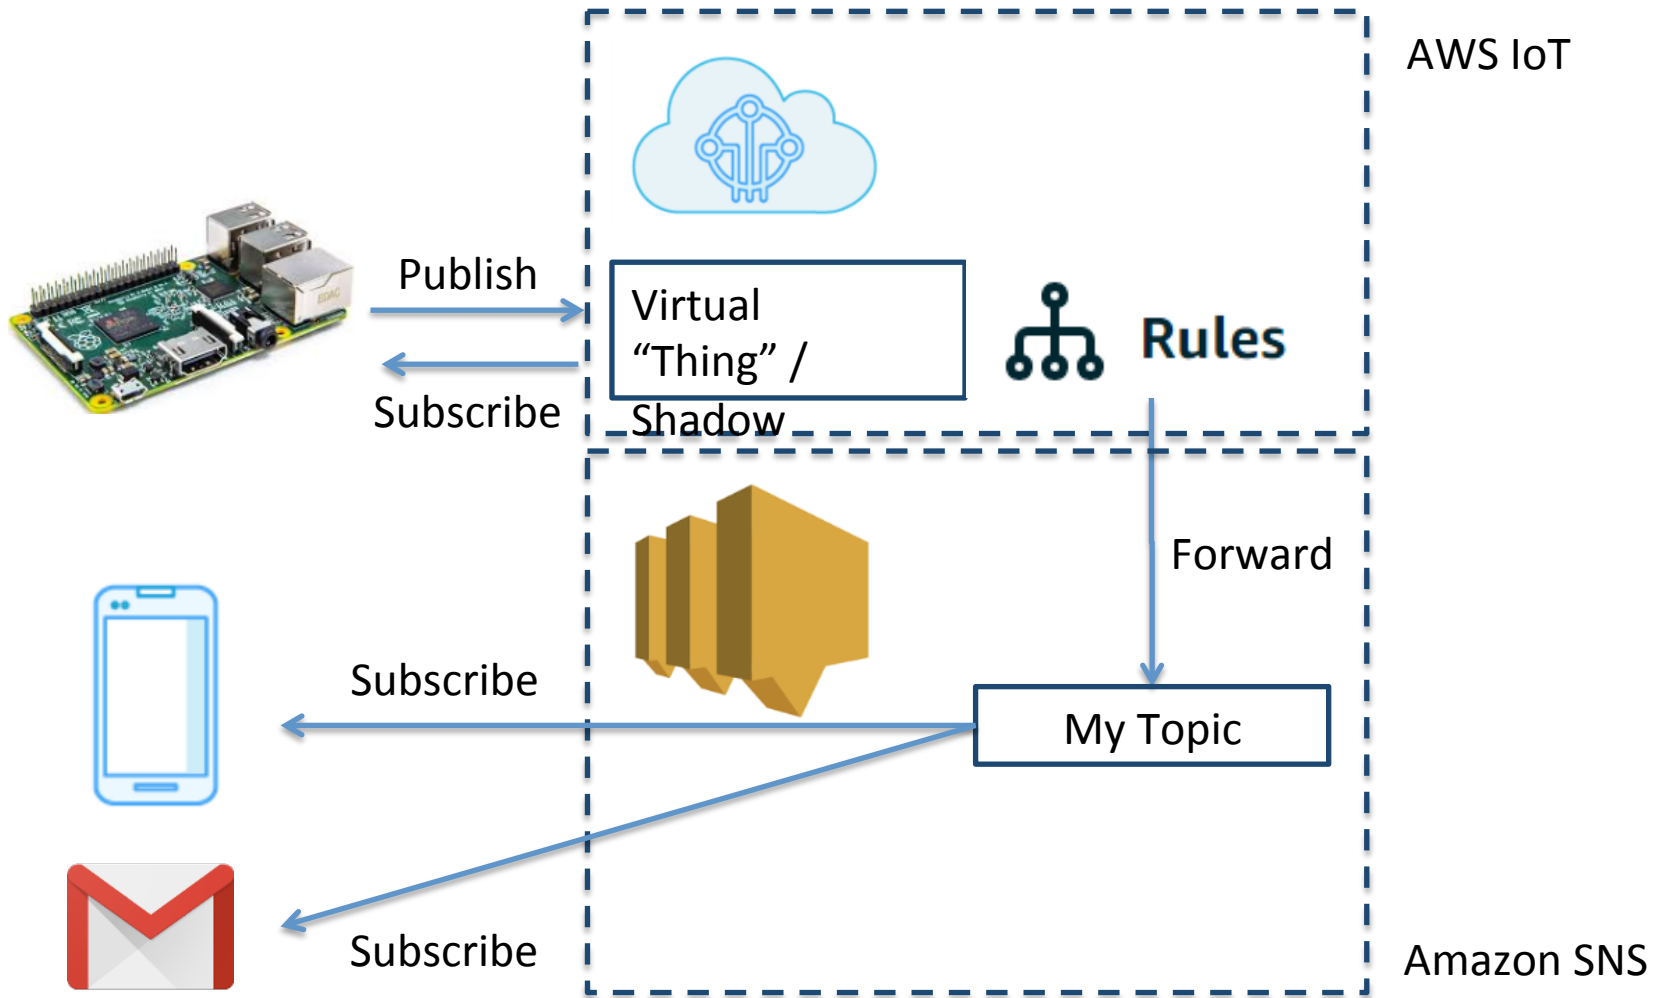 AWS IoT
Publish
Subscribe
Virtual
“Thing” /
Shadow
Rules
Forward
Subscribe
My Topic
Subscribe
Amazon SNS